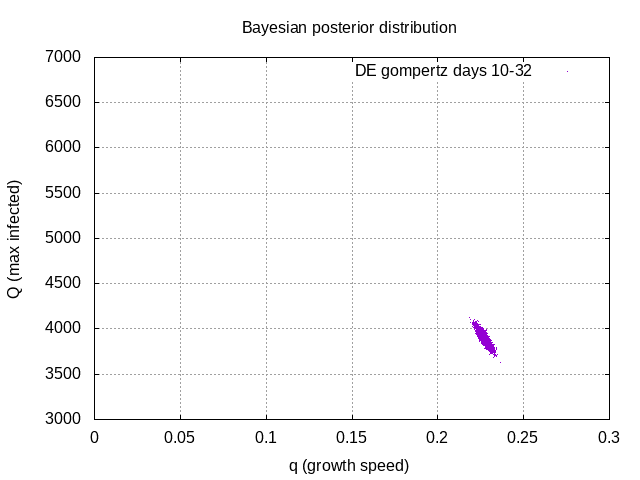 Bayesian posterior distribution
DE gompertz days 10-32
7000
6500
6000
5500
5000
4500
4000
3500
3000
Q (max infected)
0 0.05 0.1 0.15 0.2 0.25 0.3
q (growth speed)